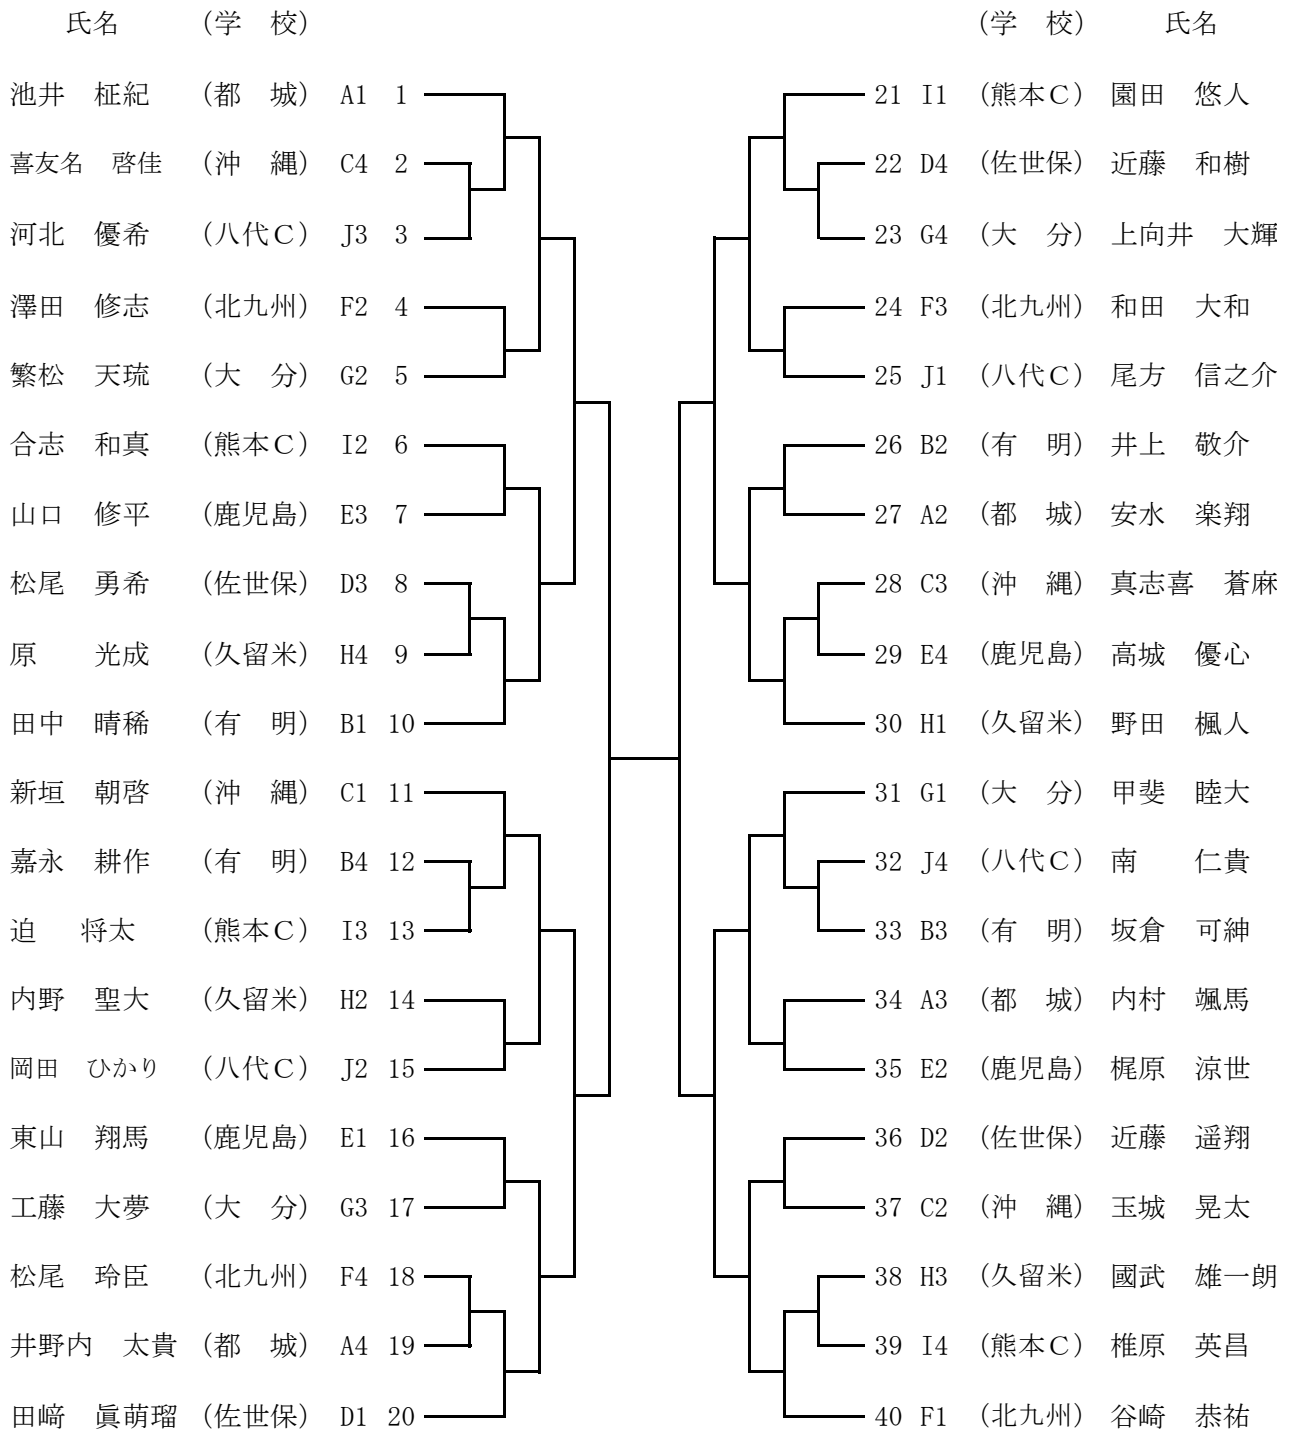 氏名 (学 校) (学 校) 氏名
池井 柾紀 (都 城) A1 1 21 I1 (熊本C) 園田 悠人
喜友名 啓佳 (沖 縄) C4 2 22 D4 (佐世保) 近藤 和樹
河北 優希 (八代C) J3 3 23 G4 (大 分) 上向井 大輝
澤田 修志 (北九州) F2 4 24 F3 (北九州) 和田 大和
繁松 天琉 (大 分) G2 5 25 J1 (八代C) 尾方 信之介
合志 和真 (熊本C) I2 6 26 B2 (有 明) 井上 敬介
山口 修平 (鹿児島) E3 7 27 A2 (都 城) 安水 楽翔
松尾 勇希 (佐世保) D3 8 28 C3 (沖 縄) 真志喜 蒼麻
原 光成 (久留米) H4 9 29 E4 (鹿児島) 高城 優心
田中 晴稀 (有 明) B1 10 30 H1 (久留米) 野田 楓人
新垣 朝啓 (沖 縄) C1 11 31 G1 (大 分) 甲斐 睦大
嘉永 耕作 (有 明) B4 12 32 J4 (八代C) 南 仁貴
迫 将太 (熊本C) I3 13 33 B3 (有 明) 坂倉 可紳
内野 聖大 (久留米) H2 14 34 A3 (都 城) 内村 颯馬
岡田 ひかり (八代C) J2 15 35 E2 (鹿児島) 梶原 涼世
東山 翔馬 (鹿児島) E1 16 36 D2 (佐世保) 近藤 遥翔
工藤 大夢 (大 分) G3 17 37 C2 (沖 縄) 玉城 晃太
松尾 玲臣 (北九州) F4 18 38 H3 (久留米) 國武 雄一朗
井野内 太貴 (都 城) A4 19 39 I4 (熊本C) 椎原 英昌
田﨑 眞萌瑠 (佐世保) D1 20 40 F1 (北九州) 谷崎 恭祐